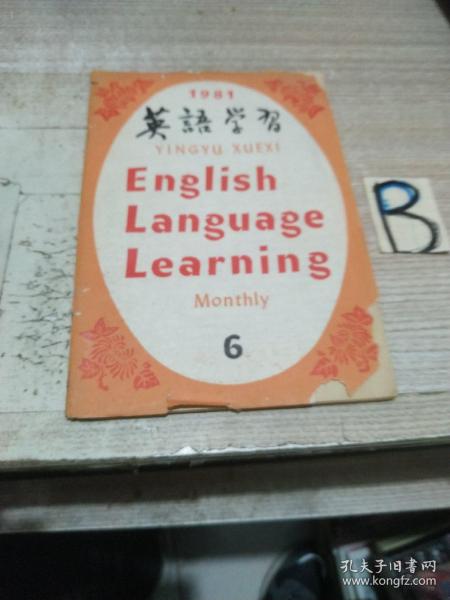 1981
英語学習
YINGYU XUEXI
English
Language
Learning
Monthly
6
B
孔夫子旧书网
www.kongfz.com